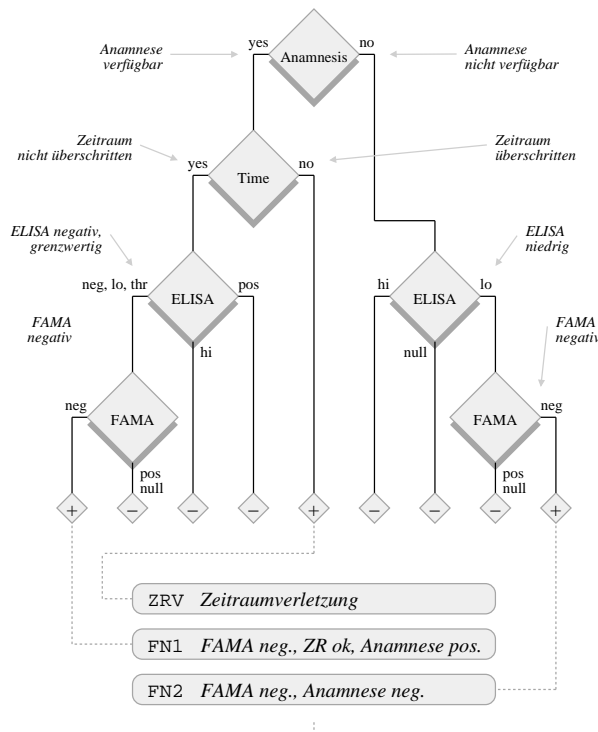 yes
Anamnesis
no
Anamnese
verfügbar
Anamnese
nicht verfügbar
Zeitraum
nicht überschritten
yes
Time
no
Zeitraum
überschritten
ELISA negativ,
grenzwertig
neg, lo, thr
ELISA
pos
hi
hi
ELISA
lo
null
ELISA
niedrig
FAMA
negativ
FAMA
negativ
neg
FAMA
pos
null
FAMA
neg
pos
null
+ − − − + − − − +
ZRV Zeitraumverletzung
FN1 FAMA neg., ZR ok, Anamnese pos.
FN2 FAMA neg., Anamnese neg.